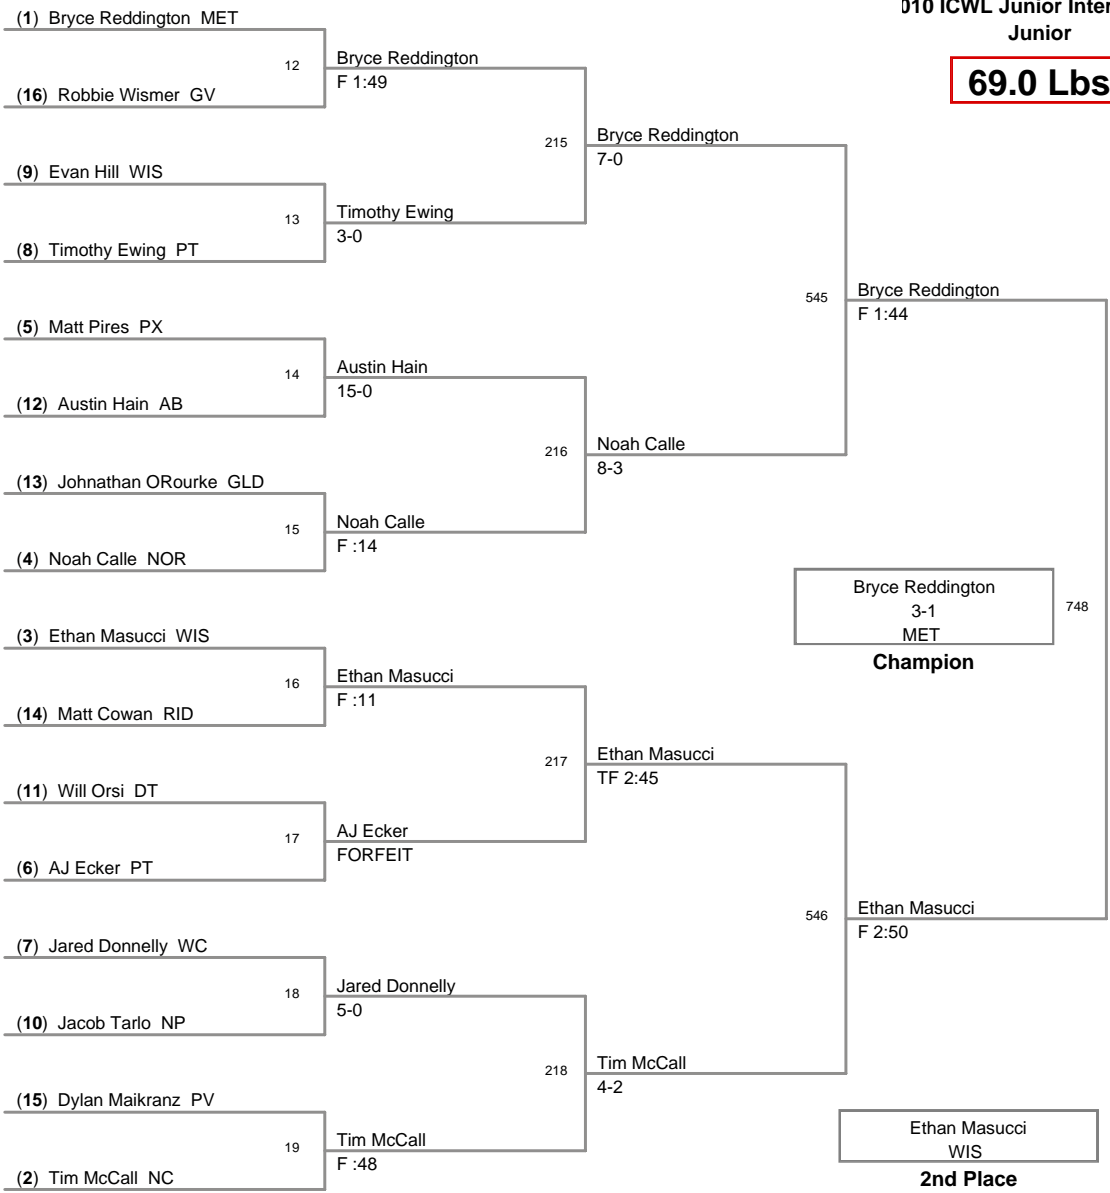 010 ICWL Junior Inter
Junior
69.0 Lbs
(1) Bryce Reddington MET
12
Bryce Reddington
F 1:49
(16) Robbie Wismer GV
215
Bryce Reddington
7-0
(9) Evan Hill WIS
13
Timothy Ewing
3-0
(8) Timothy Ewing PT
545
Bryce Reddington
F 1:44
(5) Matt Pires PX
14
Austin Hain
15-0
(12) Austin Hain AB
216
Noah Calle
8-3
(13) Johnathan ORourke GLD
15
Noah Calle
F :14
(4) Noah Calle NOR
Bryce Reddington
3-1
MET
748
Champion
(3) Ethan Masucci WIS
16
Ethan Masucci
F :11
(14) Matt Cowan RID
217
Ethan Masucci
TF 2:45
(11) Will Orsi DT
17
AJ Ecker
FORFEIT
(6) AJ Ecker PT
546
Ethan Masucci
F 2:50
(7) Jared Donnelly WC
18
Jared Donnelly
5-0
(10) Jacob Tarlo NP
218
Tim McCall
4-2
(15) Dylan Maikranz PV
19
Tim McCall
F :48
(2) Tim McCall NC
Ethan Masucci
WIS
2nd Place